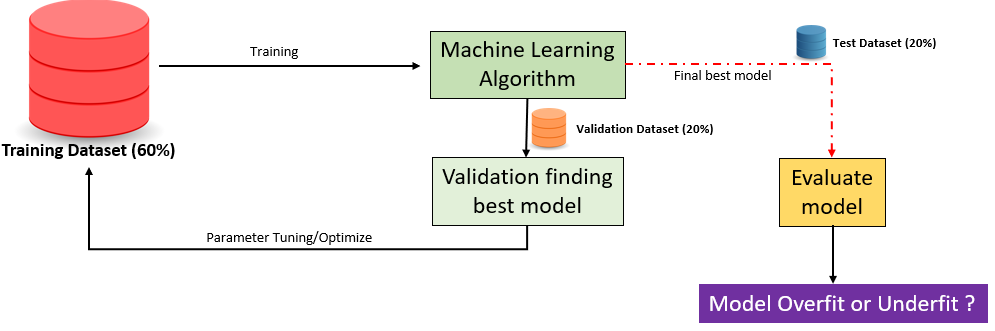 Training Dataset (60%)
Training
Machine Learning
Algorithm
Test Dataset (20%)
Final best model
Validation Dataset (20%)
Validation finding
best model
Parameter Tuning/Optimize
Evaluate
model
Model Overfit or Underfit ?